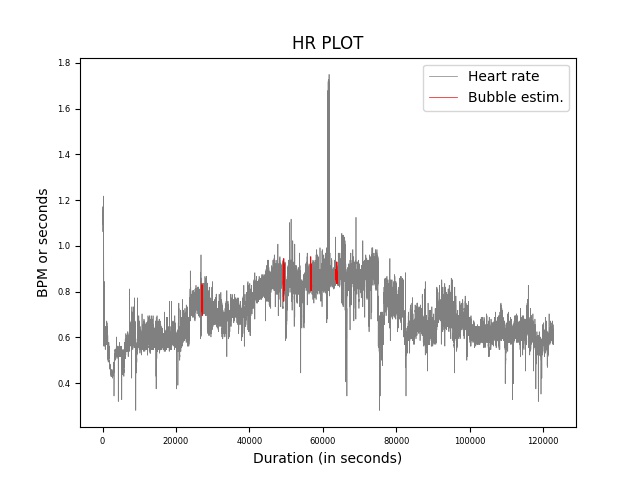 HR PLOT
Heart rate
Bubble estim.
BPM or seconds
1.8
1.6
1.4
1.2
1.0
0.8
0.6
0.4
0 20000 40000 60000 80000 100000 120000
Duration (in seconds)